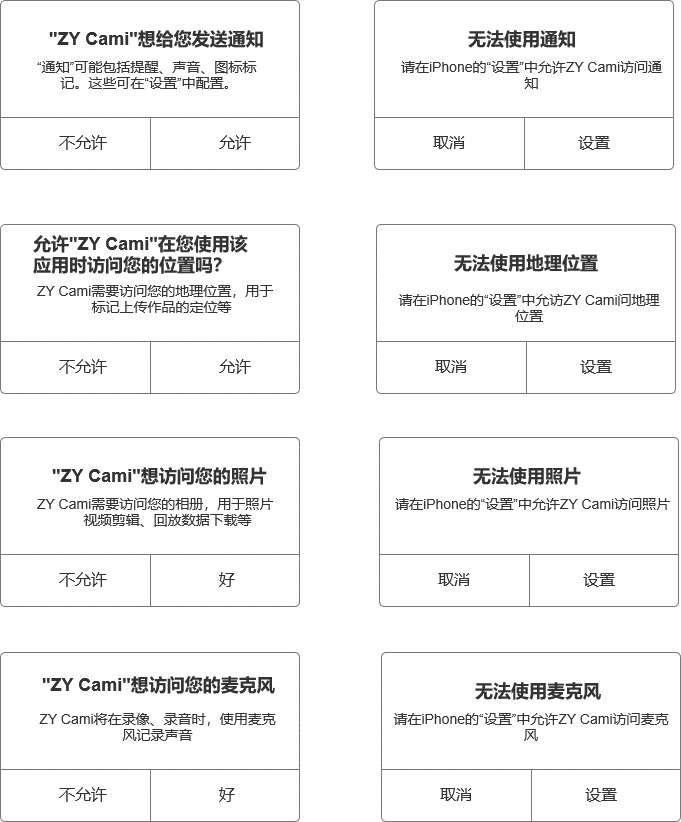 "ZY Cami"想给您发送通知
“通知”可能包括提醒、声音、图标标
记。这些可在“设置”中配置。
不允许
允许
无法使用通知
请在iPhone的“设置”中允许ZY Cami访问通
知
取消
设置
允许"ZY Cami"在您使用该
应用时访问您的位置吗？
ZY Cami需要访问您的地理位置，用于
标记上传作品的定位等
不允许
允许
无法使用地理位置
请在iPhone的“设置”中允访ZY Cami问地理
位置
取消
设置
"ZY Cami"想访问您的照片
ZY Cami需要访问您的相册，用于照片
视频剪辑、回放数据下载等
不允许
好
无法使用照片
请在iPhone的“设置”中允许ZY Cami访问照片
取消
设置
"ZY Cami"想访问您的麦克风
ZY Cami将在录像、录音时，使用麦克
风记录声音
不允许
好
无法使用麦克风
请在iPhone的“设置”中允许ZY Cami访问麦克
风
取消
设置